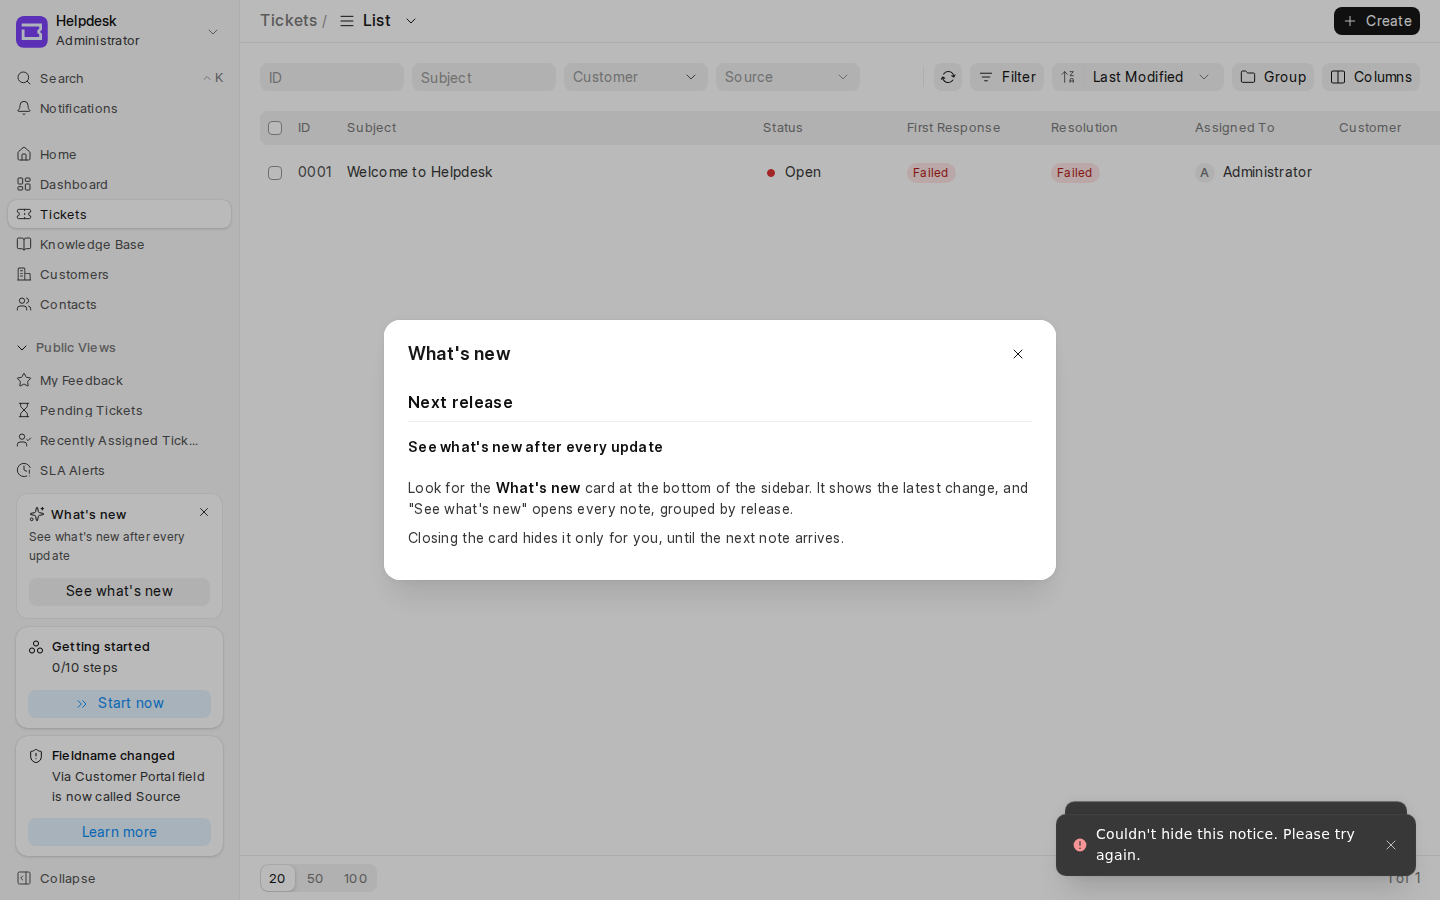 Helpdesk
Administrator
Search
K
Notifications
Home
Dashboard
Tickets
Knowledge Base
Customers
Contacts
Public Views
My Feedback
Pending Tickets
Recently Assigned Tick...
SLA Alerts
What's new
See what's new after every
update
See what's new
Getting started
0/10 steps
Start now
Fieldname changed
Via Customer Portal field
is now called Source
Learn more
Collapse
Tickets / List
Create
ID
Subject
Customer
Source
Filter
Last Modified
Group
Columns
ID Subject Status First Response Resolution Assigned To Customer
0001 Welcome to Helpdesk Open Failed Failed A Administrator
What's new
Next release
See what's new after every update
Look for the What's new card at the bottom of the sidebar. It shows the latest change, and
"See what's new" opens every note, grouped by release.
Closing the card hides it only for you, until the next note arrives.
Couldn't hide this notice. Please try
again.
20 50 100
1 of 1